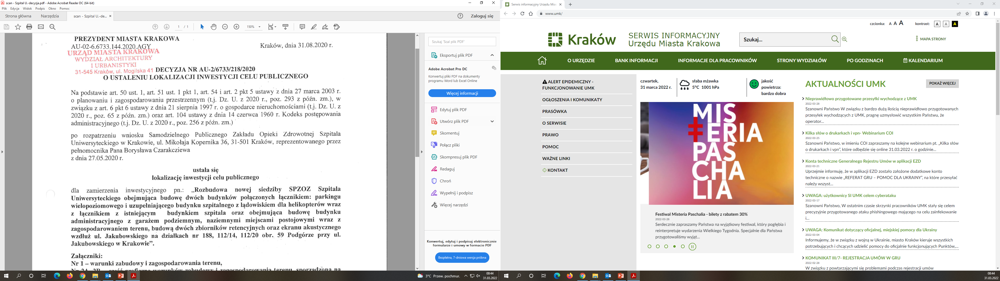 scan - Szpital U.-decyzja.pdf - Adobe Acrobat Reader DC (64-bit)
Plik Edycja Widok Podpis Okno Pomoc
Strona główna Narzędzia scan - Szpital U.-de... Zaloguj się
1 / 1 150%
PREZYDENT MIASTA KRAKOWA
AU-02-6.6733.144.2020.AGY
Kraków, dnia 31.08.2020 r.
URZĄD MIASTA KRAKOWA
WYDZIAŁ ARCHITEKTURY
I URBANISTYKI
31-545 Kraków, ul. Mogilska 41
DECYZJA NR AU-2/6733/218/2020
O USTALENIU LOKALIZACJI INWESTYCJI CELU PUBLICZNEGO
Na podstawie art. 50 ust. 1, art. 51 ust. 1 pkt 1, art. 54 i art. 2 pkt 5 ustawy z dnia 27 marca 2003 r.
o planowaniu i zagospodarowaniu przestrzennym (t.j. Dz. U. z 2020 r., poz. 293 z późn. zm.), w
związku z art. 6 pkt 6 ustawy z dnia 21 sierpnia 1997 r. o gospodarce nieruchomościami (t.j. Dz. U. z
2020 r., poz. 65 z późn. zm.) oraz art. 104 ustawy z dnia 14 czerwca 1960 r. Kodeks postępowania
administracyjnego (t.j. Dz. U. z 2020 r., poz. 256 z późn. zm.)
po rozpatrzeniu wniosku Samodzielnego Publicznego Zakładu Opieki Zdrowotnej Szpitala
Uniwersyteckiego w Krakowie, ul. Mikołaja Kopernika 36, 31-501 Kraków, reprezentowanego przez
pełnomocnika Pana Borysława Czarakcziewa
z dnia 27.05.2020 r.
ustala się
lokalizację inwestycji celu publicznego
dla zamierzenia inwestycyjnego pn.: „Rozbudowa nowej siedziby SPZOZ Szpitala
Uniwersyteckiego obejmująca budowę dwóch budynków połączonych łącznikiem: parkingu
wielopoziomowego i uzupełniającego budynku szpitalnego z lądowiskiem dla helikopterów wraz
z łącznikiem z istniejącym budynkiem szpitala oraz obejmująca budowę budynku
administracyjnego z garażem podziemnym, naziemnymi miejscami postojowymi wraz z
zagospodarowaniem terenu, budową dwóch zbiorników retencyjnych oraz ekranu akustycznego
wzdłuż ul. Jakubowskiego na działkach nr 188, 112/14, 112/20 obr. 59 Podgórze przy ul.
Jakubowskiego w Krakowie”.
Załączniki:
Nr 1 – warunki zabudowy i zagospodarowania terenu,
Nr 2A, 2B – część graficzna warunków zabudowy i zagospodarowania terenu, sporządzona na
Szukaj 'Scal plik PDF'
Eksportuj plik PDF
Adobe Acrobat Pro DC
Konwertuj pliki PDF na dokumenty
programu Word lub Excel Online
Więcej informacji
Edytuj plik PDF
Utwórz plik PDF
Skomentuj
Połącz pliki
Skompresuj plik PDF
Redaguj
Chroń
Wypełnij i podpisz
Więcej narzędzi
Konwertuj, edytuj i podpisuj elektronicznie
formularze i umowy w formacie PDF
Bezpłatna, 7-dniowa wersja próbna
3°C Przew. pochmur.
08:44
31.03.2022
Serwis informacyjny Urzędu Mias
www.umk/
czcionka: A A A kontrast: A A A
Kraków
SERWIS INFORMACYJNY
Urzędu Miasta Krakowa
Szukaj...
MAPA STRONY
O URZĘDZIE BANK INFORMACJI INFORMACJE DLA PRACOWNIKÓW STRONY WYDZIAŁÓW PO GODZINACH KALENDARIUM
ALERT EPIDEMICZNY -
FUNKCJONOWANIE UMK
OGŁOSZENIA I KOMUNIKATY
PRASÓWKA
O SERWISIE
PRAWO
POMOC
WAŻNE LINKI
KONTAKT
czwartek,
31 marca 2022 r.
słaba mżawka
5°C 1001 hPa
jakość
powietrza:
bardzo dobra
MIS
TERIA
PAS
CHA
LIA
Festiwal Misteria Paschalia - bilety z rabatem 30%
2022-03-28
Serdecznie zapraszamy Państwa na wyjątkowy festiwal, który pogłębia i
reinterpretuje wydarzenia Wielkiego Tygodnia. Specjalnie dla Państwa
przygotowaliśmy wyjąt...
AKTUALNOŚCI UMK
POKAŻ WIĘCEJ
Nieprawidłowo przygotowane przesyłki wychodzące z UMK
2022-03-28
Szanowni Państwo W związku z bardzo dużą ilością nieprawidłowo przygotowanych
przesyłek wychodzących z UMK, pragnę uzmysłowić wszystkim Państwu, że
operator...
Kilka słów o drukarkach i vpn- Webinarium COI
2022-03-25
Szanowni Państwo, w imieniu COI zapraszamy na kolejne webinarium pt. „Kilka słów
o drukarkach i vpn”, które odbędzie się online 31.03.2022 r. o godzinie...
Konta techniczne Generalnego Rejestru Umów w aplikacji EZD
2022-03-21
Uprzejmie informuję, że w aplikacji EZD zostało założone dodatkowe konto
techniczne o nazwie „REFERAT GRU – POMOC DLA UKRAINY”, na które przesyłać
należy wszyst...
UWAGA: użytkownicy SI UMK celem cyberataku
2022-03-17
Szanowni Państwo, W ostatnim czasie skrzynki pracowników UMK stały się celem
precyzyjnie przygotowanego ataku phishingowego mającego na celu zainfekowanie
i...
UWAGA: Komunikat dotyczący oficjalnej, miejskiej pomocy dla Ukrainy
2022-03-04
Informujemy, że w związku z wojną w Ukrainie, miasto Kraków kieruje wszystkich
potrzebujących i chcących udzielić pomocy do oficjalnie funkcjonujących Punktów,...
KOMUNIKAT III/7- REJESTRACJA UMÓW W GRU
2022-02-28
W związku z powtarzającymi się problemami podczas rejestracji umów
08:44
31.03.2022